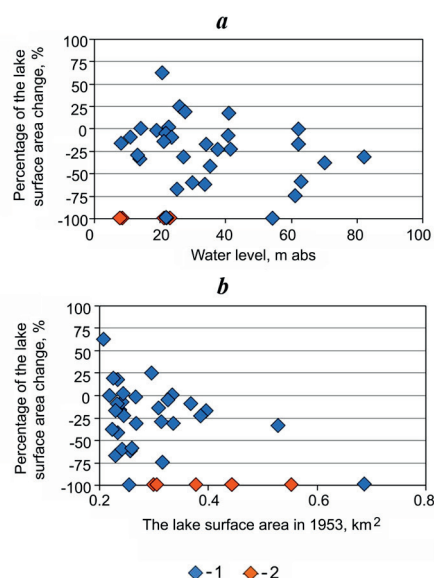 a
Percentage of the lake
surface area change, %
100
75
50
25
0
-25
-50
-75
-100
0 20 40 60 80 100
Water level, m abs
b
Percentage of the lake
surface area change, %
100
75
50
25
0
-25
-50
-75
-100
0.2 0.4 0.6 0.8
The lake surface area in 1953, km²
-1 -2